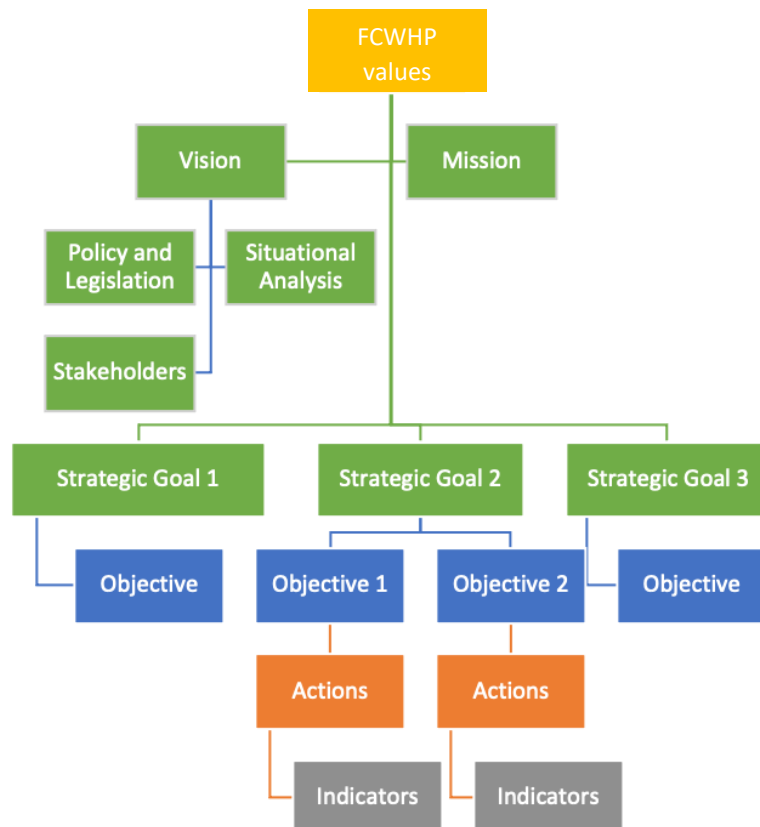 FCWHP
values
Vision
Mission
Policy and
Legislation
Situational
Analysis
Stakeholders
Strategic Goal 1
Strategic Goal 2
Strategic Goal 3
Objective
Objective 1
Objective 2
Objective
Actions
Actions
Indicators
Indicators